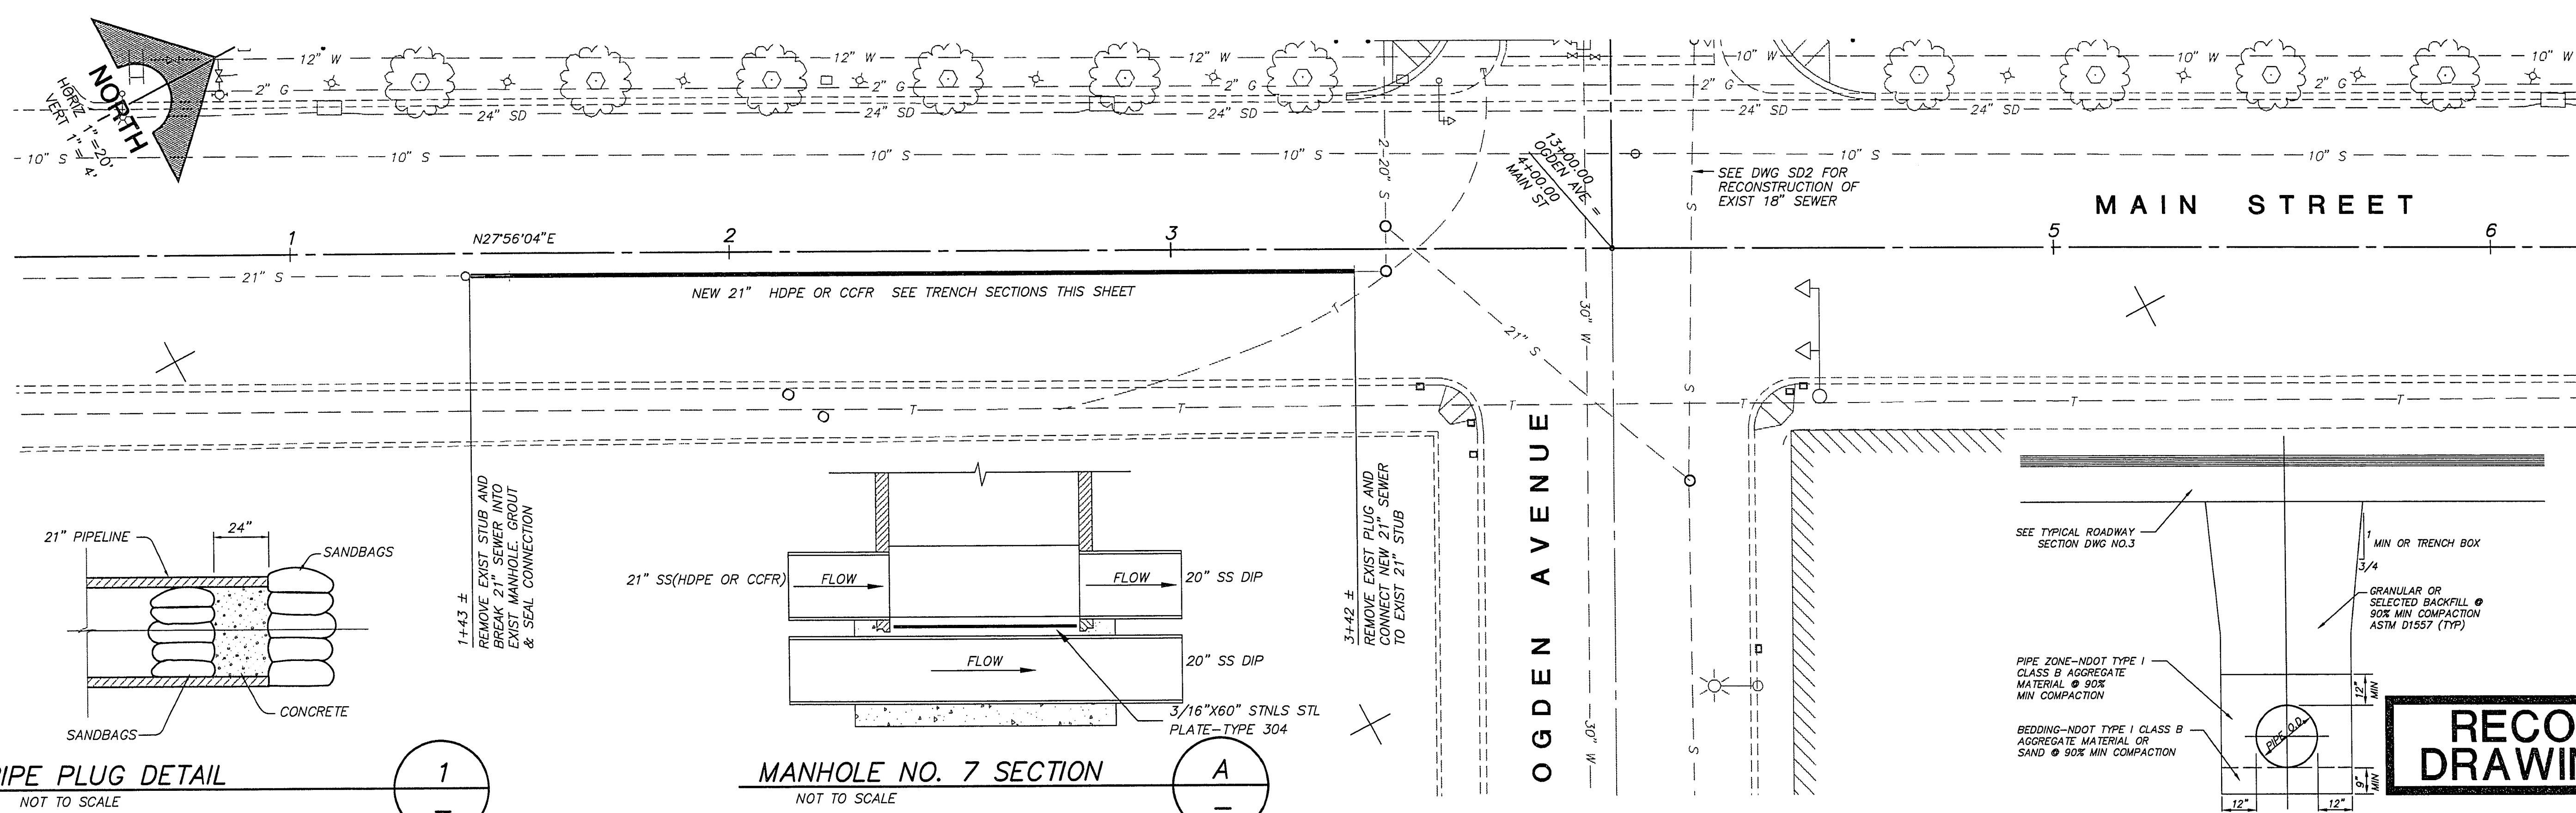 NORTH
HORIZ 1"=20'
VERT 1"= 4'
12" W
12" W
12" W
10" W
10" W
10" W
2" G
2" G
2" G
2" G
2" G
24" SD
24" SD
24" SD
24" SD
24" SD
10" S
10" S
10" S
10" S
10" S
10" S
2-20" S
13+00.00
OGDEN AVE =
4+00.00
MAIN ST
SEE DWG SD2 FOR
RECONSTRUCTION OF
EXIST 18" SEWER
MAIN STREET
1
N27°56'04"E
2
3
5
6
21" S
NEW 21" HDPE OR CCFR SEE TRENCH SECTIONS THIS SHEET
T
T
21" S
30" W
S
S
T
T
T
T
T
T
1+43 ±
REMOVE EXIST STUB AND
BREAK 21" SEWER INTO
EXIST MANHOLE. GROUT
& SEAL CONNECTION
3+42 ±
REMOVE EXIST PLUG AND
CONNECT NEW 21" SEWER
TO EXIST 21" STUB
OGDEN AVENUE
30" W
S
21" PIPELINE
24"
SANDBAGS
CONCRETE
SANDBAGS
PIPE PLUG DETAIL
NOT TO SCALE
1
–
21" SS(HDPE OR CCFR)
FLOW
FLOW
20" SS DIP
FLOW
20" SS DIP
3/16"X60" STNLS STL
PLATE-TYPE 304
MANHOLE NO. 7 SECTION
NOT TO SCALE
A
–
SEE TYPICAL ROADWAY
SECTION DWG NO.3
1
MIN OR TRENCH BOX
3/4
GRANULAR OR
SELECTED BACKFILL @
90% MIN COMPACTION
ASTM D1557 (TYP)
PIPE ZONE-NDOT TYPE I
CLASS B AGGREGATE
MATERIAL @ 90%
MIN COMPACTION
12"
MIN
PIPE O.D.
BEDDING-NDOT TYPE I CLASS B
AGGREGATE MATERIAL OR
SAND @ 90% MIN COMPACTION
9"
MIN
12"
12"
RECO
DRAWIN